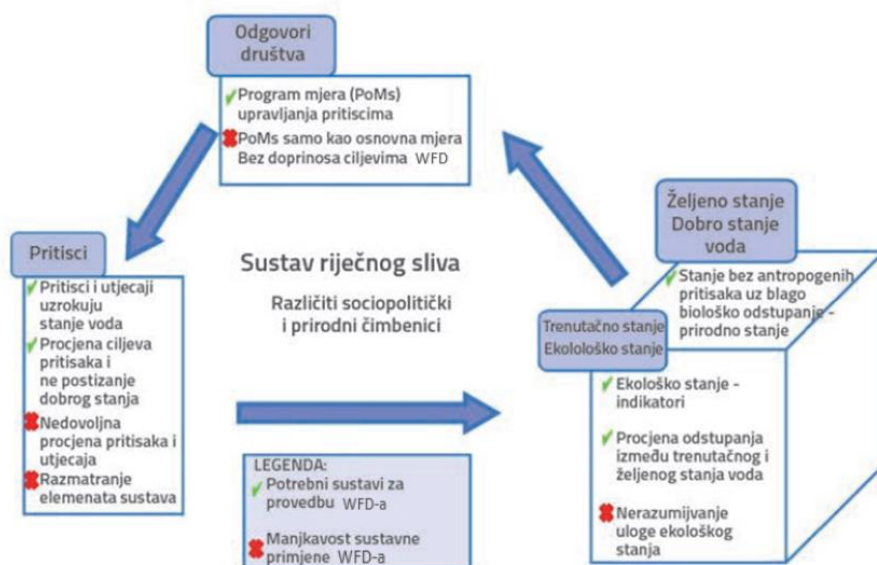 Odgovori
društva
Program mjera (PoMs)
upravljanja pritiscima
PoMs samo kao osnovna mjera
Bez doprinosa ciljevima WFD
Željeno stanje
Dobro stanje
voda
Stanje bez antropogenih
pritisaka uz blago
biološko odstupanje -
prirodno stanje
Pritisci
Pritisci i utjecaji
uzrokuju
stanje voda
Procjena ciljeva
pritisaka i
ne postizanje
dobrog stanja
Nedovoljna
procjena pritisaka i
utjecaja
Razmatranje
elemenata sustava
Sustav riječnog sliva
Različiti sociopolitički
i prirodni čimbenici
Trenutačno stanje
Ekolološko stanje
Ekološko stanje -
indikatori
Procjena odstupanja
između trenutačnog i
željenog stanja voda
Nerazumijvanje
uloge ekološkog
stanja
LEGENDA:
Potrebni sustavi za
provedbu WFD-a
Manjkavost sustavne
primjene WFD-a